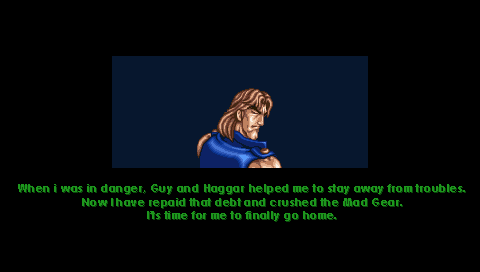 When i was in danger, Guy and Haggar helped me to stay away from troubles.
Now I have repaid that debt and crushed the Mad Gear.
I'ts time for me to finally go home.